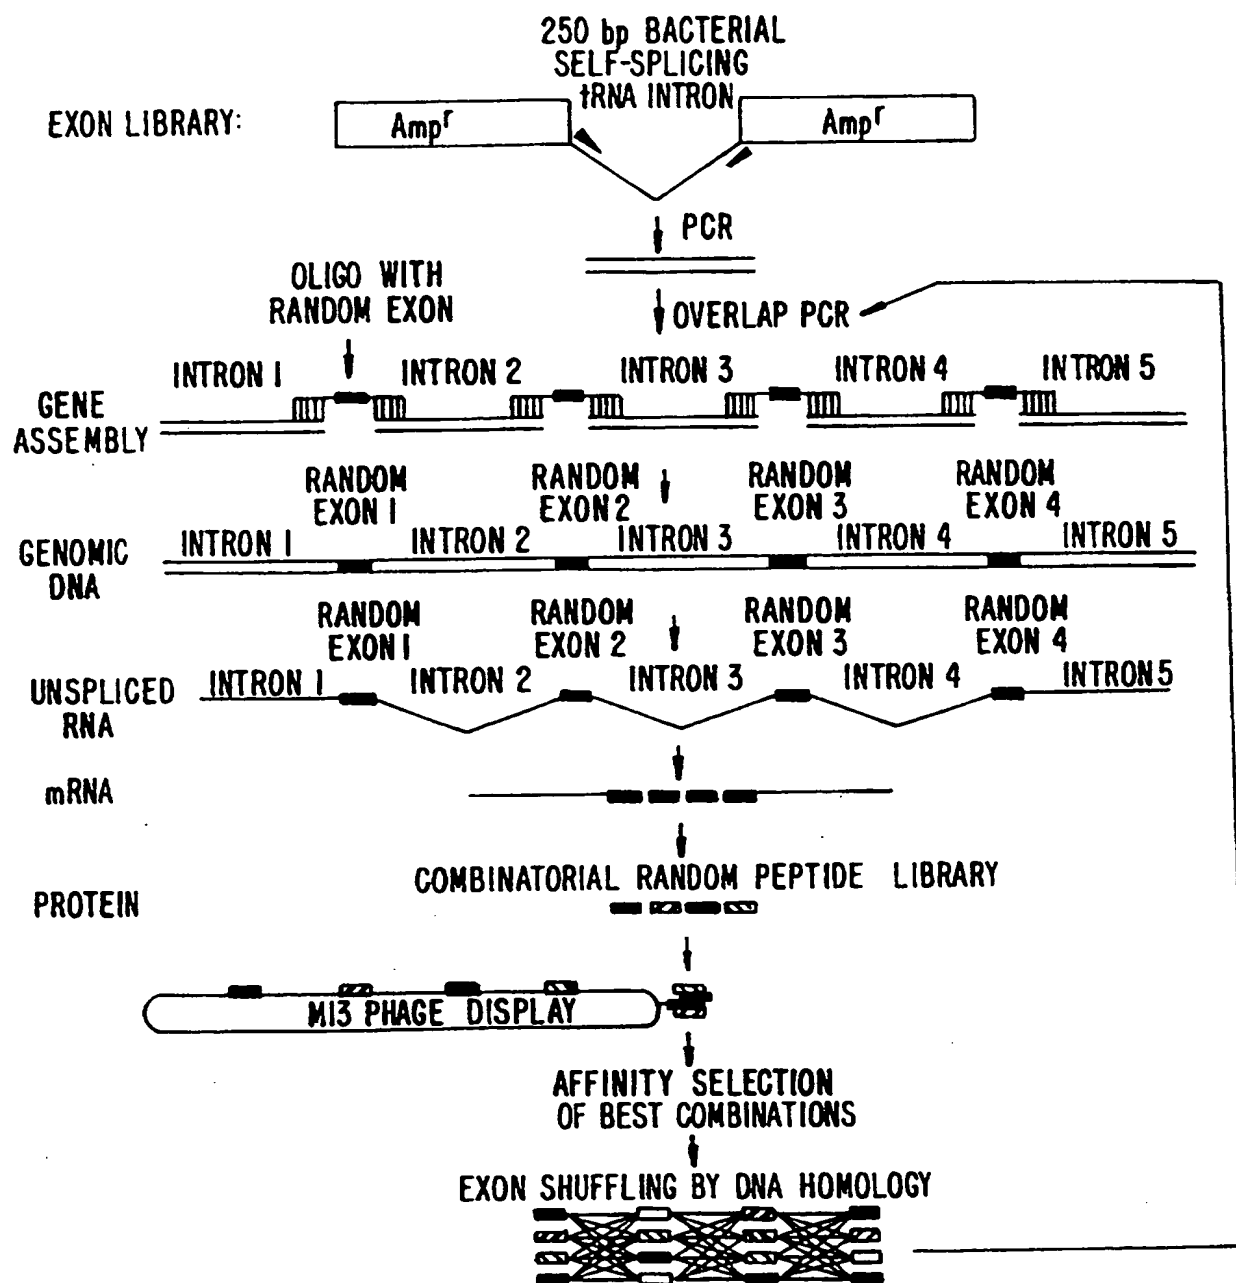 250 bp BACTERIAL
SELF-SPLICING
tRNA INTRON
EXON LIBRARY:
Ampr
Ampr
PCR
OLIGO WITH
RANDOM EXON
OVERLAP PCR
INTRON 1
INTRON 2
INTRON 3
INTRON 4
INTRON 5
GENE
ASSEMBLY
RANDOM
EXON 1
RANDOM
EXON 2
RANDOM
EXON 3
RANDOM
EXON 4
INTRON 1
INTRON 2
INTRON 3
INTRON 4
INTRON 5
GENOMIC
DNA
RANDOM
EXON 1
RANDOM
EXON 2
RANDOM
EXON 3
RANDOM
EXON 4
INTRON 1
INTRON 2
INTRON 3
INTRON 4
INTRON 5
UNSPLICED
RNA
mRNA
COMBINATORIAL RANDOM PEPTIDE LIBRARY
PROTEIN
M13 PHAGE DISPLAY
AFFINITY SELECTION
OF BEST COMBINATIONS
EXON SHUFFLING BY DNA HOMOLOGY